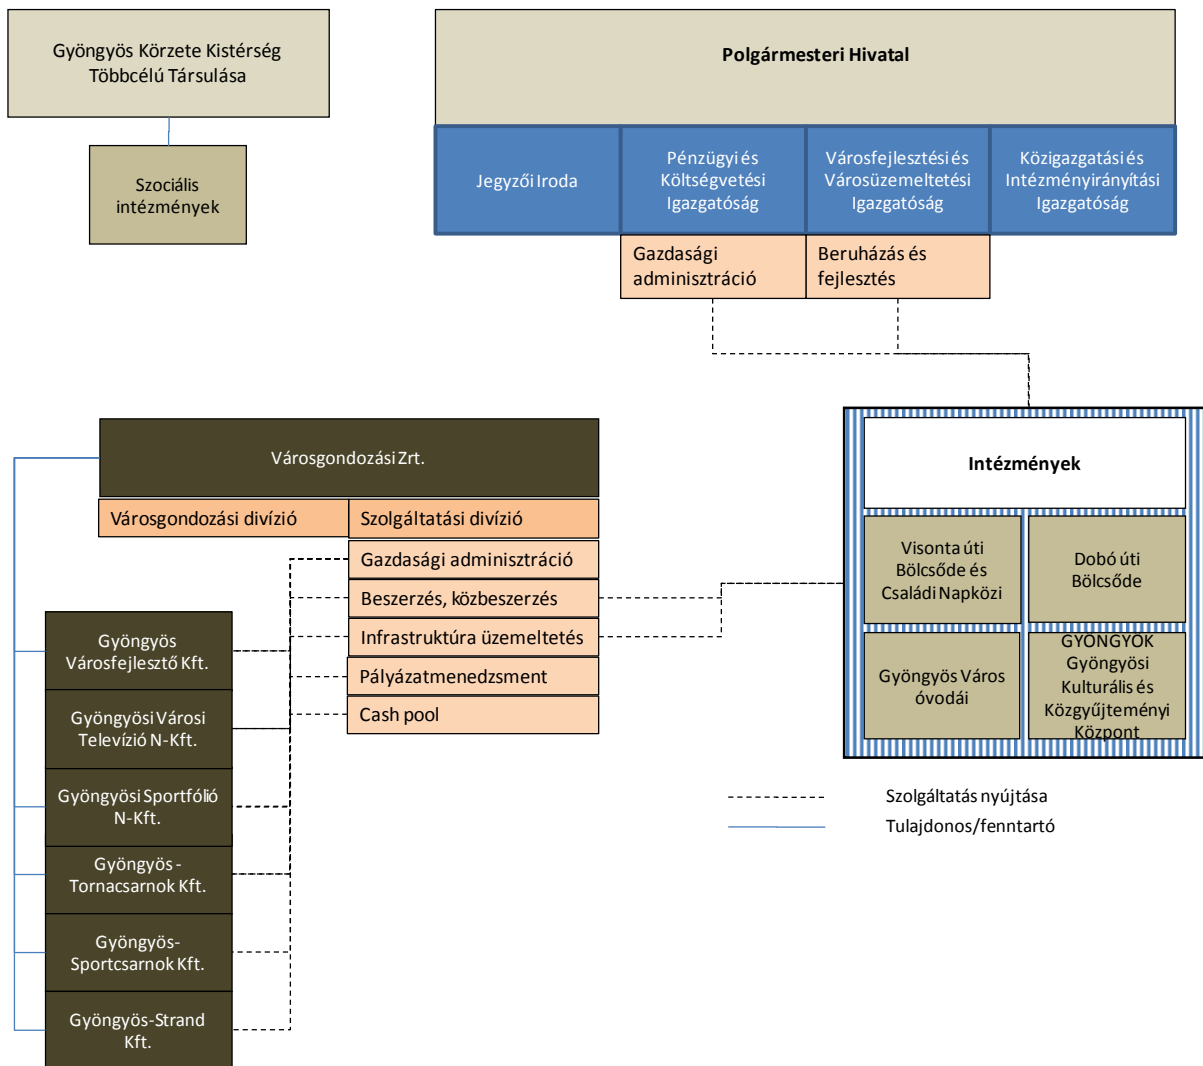 Gyöngyös Körzete Kistérség
Többcélú Társulása
Szociális
intézmények
Polgármesteri Hivatal
Jegyzői Iroda
Pénzügyi és
Költségvetési
Igazgatóság
Városfejlesztési és
Városüzemeltetési
Igazgatóság
Közigazgatási és
Intézményirányítási
Igazgatóság
Gazdasági
adminisztráció
Beruházás és
fejlesztés
Városgondozási Zrt.
Városgondozási divízió
Szolgáltatási divízió
Gazdasági adminisztráció
Beszerzés, közbeszerzés
Infrastruktúra üzemeltetés
Pályázatmenedzsment
Cash pool
Gyöngyös
Városfejlesztő Kft.
Gyöngyösi Városi
Televízió N-Kft.
Gyöngyösi Sportfólió
N-Kft.
Gyöngyös -
Tornacsarnok Kft.
Gyöngyös-
Sportcsarnok Kft.
Gyöngyös-Strand
Kft.
Intézmények
Visonta úti
Bölcsőde és
Családi Napközi
Dobó úti
Bölcsőde
Gyöngyös Város
óvodái
GYÖNGYÖK
Gyöngyösi
Kulturális és
Közgyűjteményi
Központ
Szolgáltatás nyújtása
Tulajdonos/fenntartó